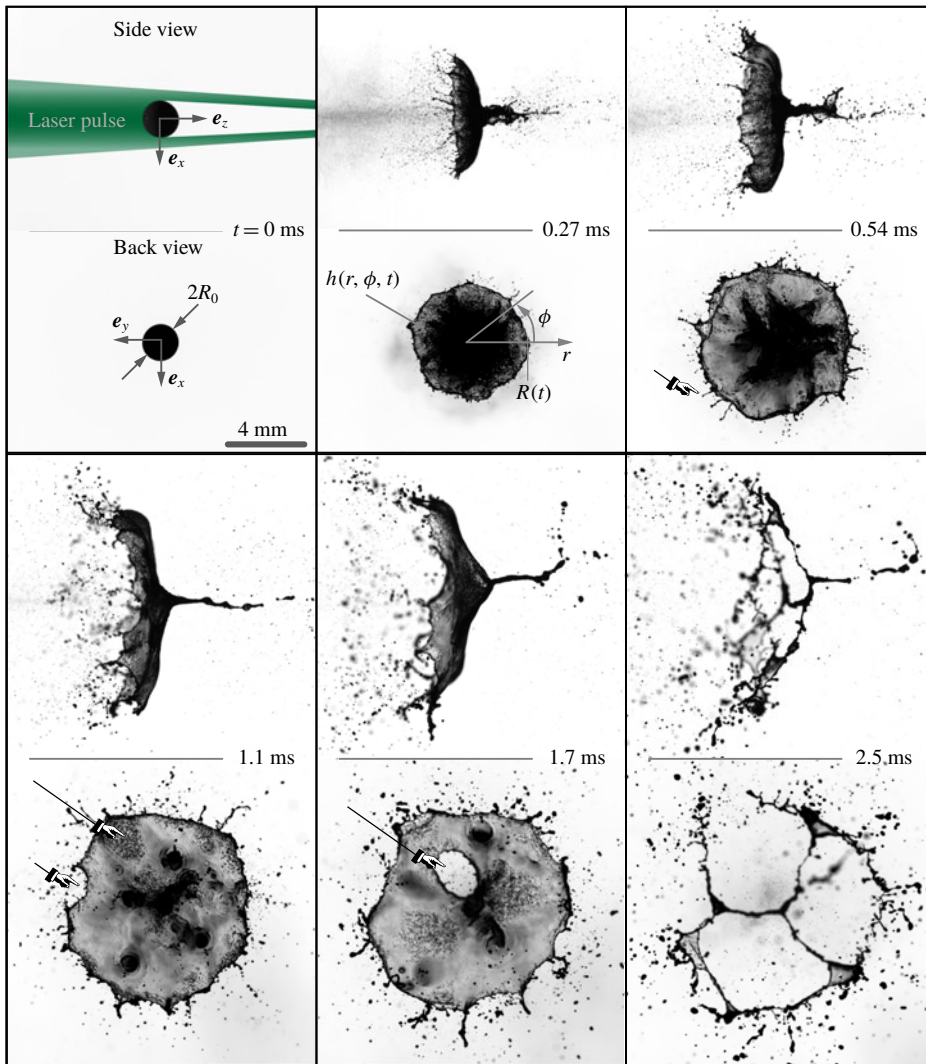 Side view
Laser pulse
e_z
e_x
t = 0 ms
Back view
2R_0
e_y
e_x
4 mm
0.27 ms
h(r, ϕ, t)
ϕ
r
R(t)
0.54 ms
1.1 ms
1.7 ms
2.5 ms